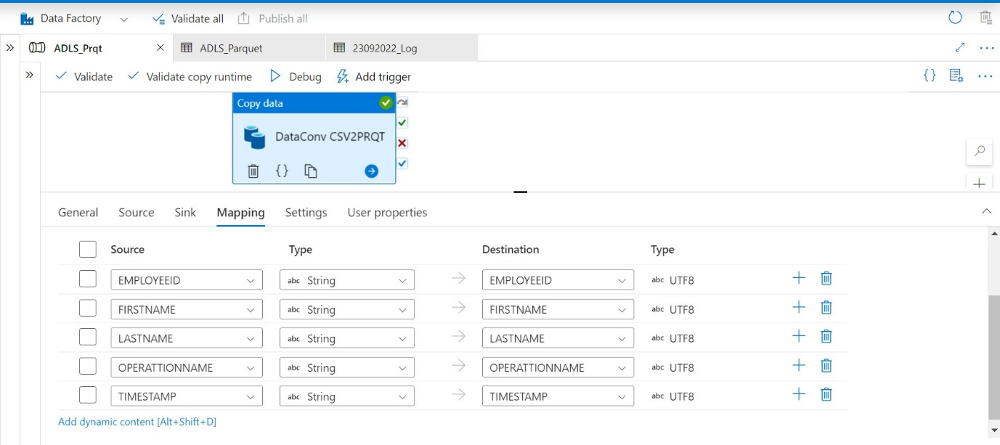 Data Factory Validate all Publish all
ADLS_Prqt ADLS_Parquet 23092022_Log
Validate Validate copy runtime Debug Add trigger
Copy data
DataConv CSV2PRQT
General Source Sink Mapping Settings User properties
Source Type Destination Type
EMPLOYEEID abc String EMPLOYEEID abc UTF8
FIRSTNAME abc String FIRSTNAME abc UTF8
LASTNAME abc String LASTNAME abc UTF8
OPERATTIONNAME abc String OPERATTIONNAME abc UTF8
TIMESTAMP abc String TIMESTAMP abc UTF8
Add dynamic content [Alt+Shift+D]